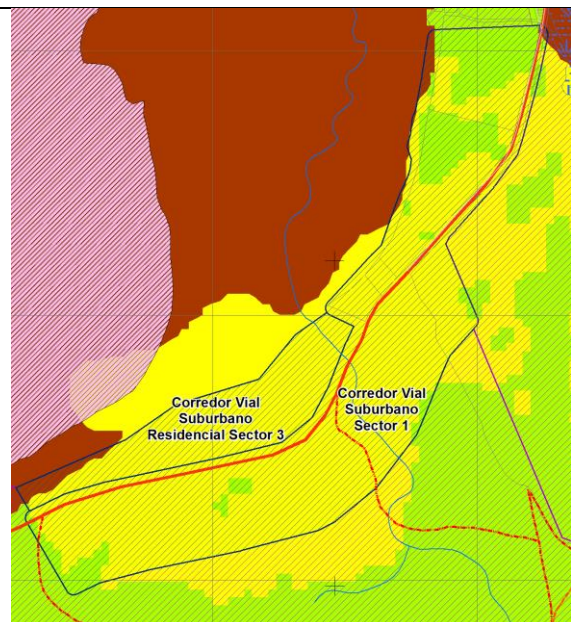 Corredor Vial
Suburbano
Residencial Sector 3
Corredor Vial
Suburbano
Sector 1